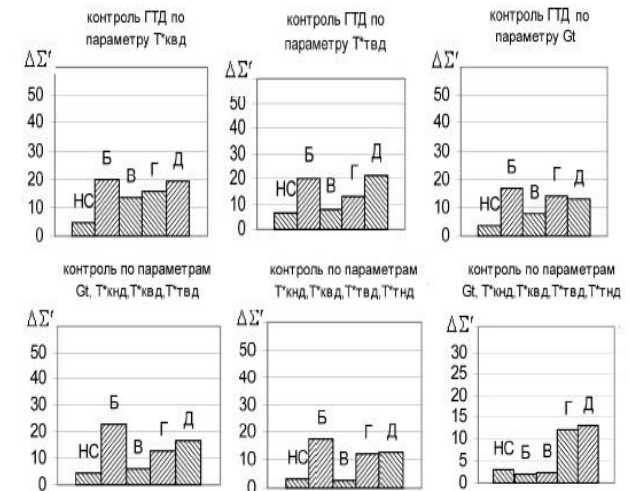 контроль ГТД по
параметру Т*квд
ΔΣ'
50
40
30
20
10
0
НС
Б
В
Г
Д
контроль ГТД по
параметру Т*твд
ΔΣ'
50
40
30
20
10
0
НС
Б
В
Г
Д
контроль ГТД по
параметру Gt
ΔΣ'
50
40
30
20
10
0
НС
Б
В
Г
Д
контроль по параметрам
Gt, Т*кнд,Т*квд,Т*твд
ΔΣ'
50
40
30
20
10
0
НС
Б
В
Г
Д
контроль по параметрам
Т*кнд,Т*квд,Т*твд,Т*тнд
ΔΣ'
50
40
30
20
10
0
НС
Б
В
Г
Д
контроль по параметрам
Gt, Т*кнд,Т*квд,Т*твд,Т*тнд
ΔΣ'
30
25
20
15
10
5
0
НС
Б
В
Г
Д